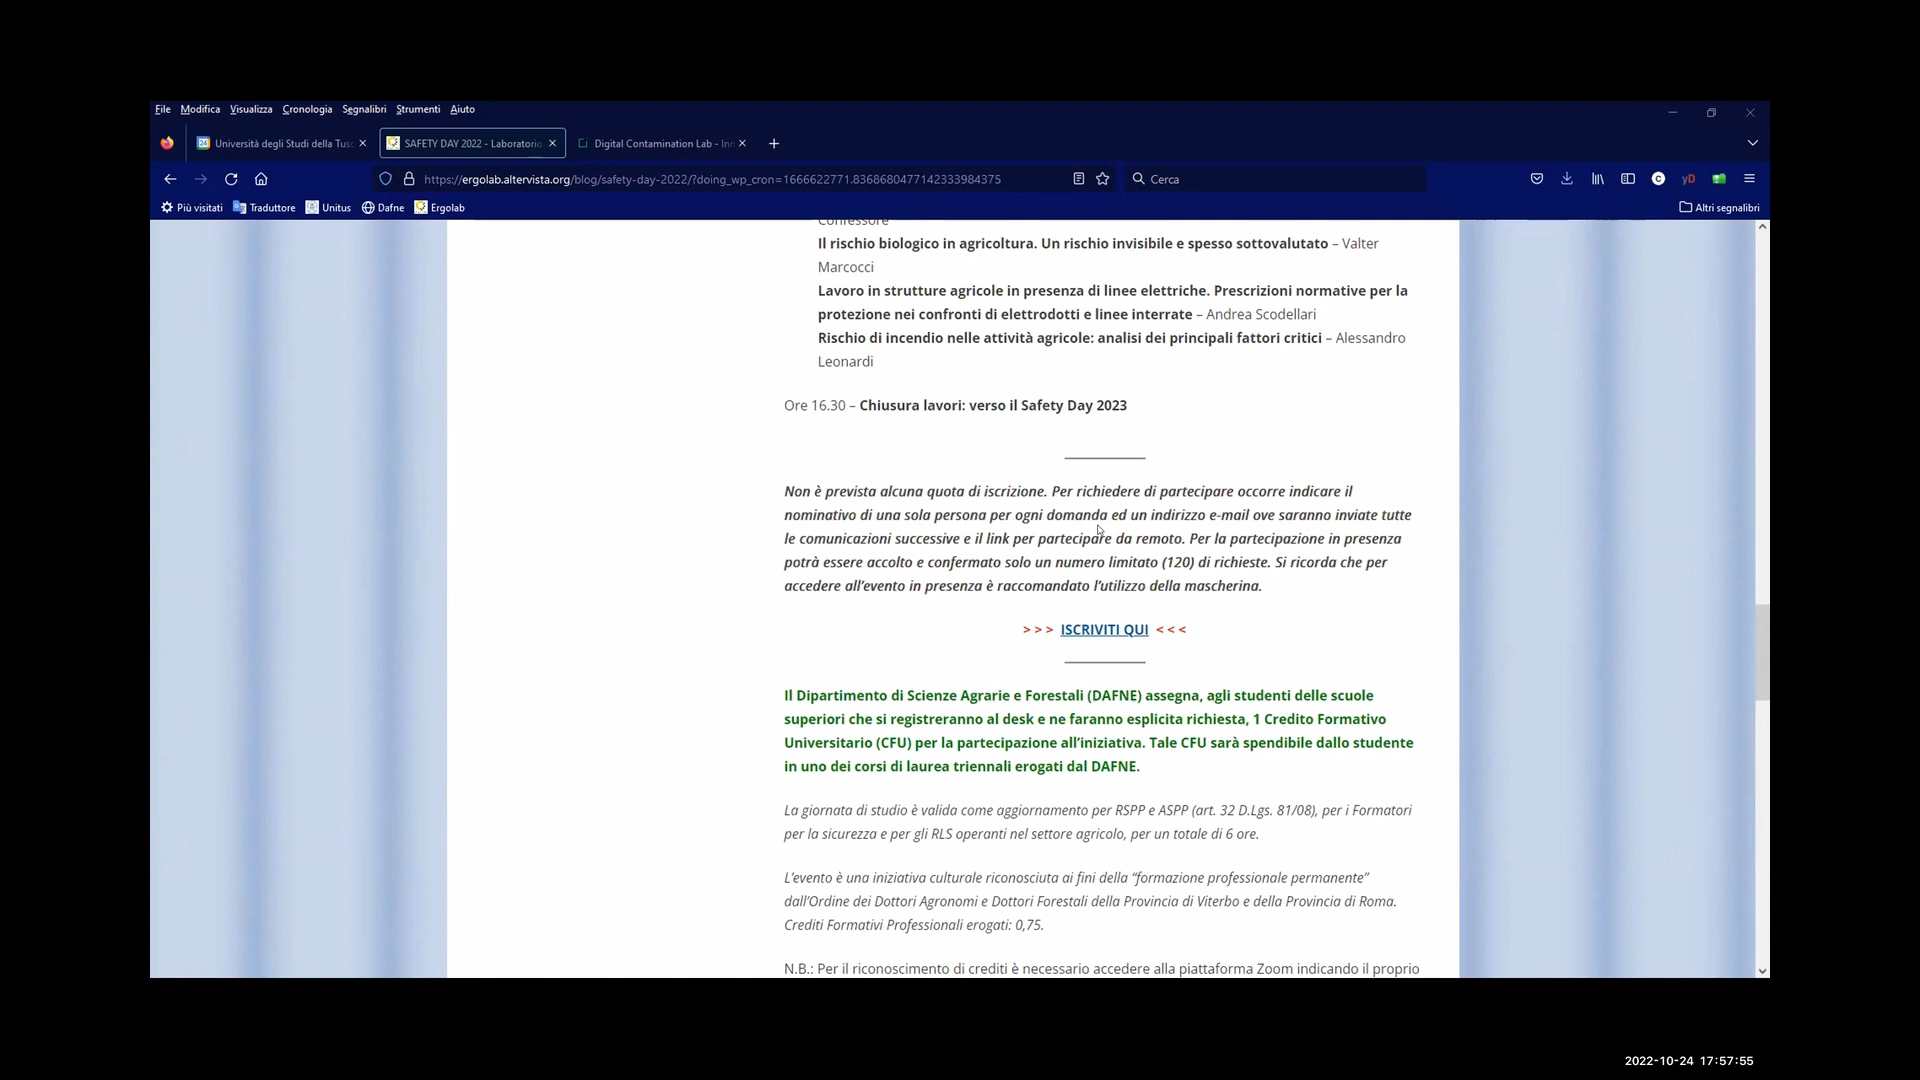 File Modifica Visualizza Cronologia Segnalibri Strumenti Aiuto
Università degli Studi della Tusc
SAFETY DAY 2022 - Laboratorio
Digital Contamination Lab - Inn
https://ergolab.altervista.org/blog/safety-day-2022/?doing_wp_cron=1666622771.8368680477142333984375
Cerca
Più visitati Traduttore Unitus Dafne Ergolab Altri segnalibri
Confessore
Il rischio biologico in agricoltura. Un rischio invisibile e spesso sottovalutato – Valter
Marcocci
Lavoro in strutture agricole in presenza di linee elettriche. Prescrizioni normative per la
protezione nei confronti di elettrodotti e linee interrate – Andrea Scodellari
Rischio di incendio nelle attività agricole: analisi dei principali fattori critici – Alessandro
Leonardi
Ore 16.30 – Chiusura lavori: verso il Safety Day 2023
Non è prevista alcuna quota di iscrizione. Per richiedere di partecipare occorre indicare il
nominativo di una sola persona per ogni domanda ed un indirizzo e-mail ove saranno inviate tutte
le comunicazioni successive e il link per partecipare da remoto. Per la partecipazione in presenza
potrà essere accolto e confermato solo un numero limitato (120) di richieste. Si ricorda che per
accedere all’evento in presenza è raccomandato l’utilizzo della mascherina.
> > > ISCRIVITI QUI < < <
Il Dipartimento di Scienze Agrarie e Forestali (DAFNE) assegna, agli studenti delle scuole
superiori che si registreranno al desk e ne faranno esplicita richiesta, 1 Credito Formativo
Universitario (CFU) per la partecipazione all’iniziativa. Tale CFU sarà spendibile dallo studente
in uno dei corsi di laurea triennali erogati dal DAFNE.
La giornata di studio è valida come aggiornamento per RSPP e ASPP (art. 32 D.Lgs. 81/08), per i Formatori
per la sicurezza e per gli RLS operanti nel settore agricolo, per un totale di 6 ore.
L’evento è una iniziativa culturale riconosciuta ai fini della “formazione professionale permanente”
dall’Ordine dei Dottori Agronomi e Dottori Forestali della Provincia di Viterbo e della Provincia di Roma.
Crediti Formativi Professionali erogati: 0,75.
N.B.: Per il riconoscimento di crediti è necessario accedere alla piattaforma Zoom indicando il proprio
2022-10-24 17:57:55